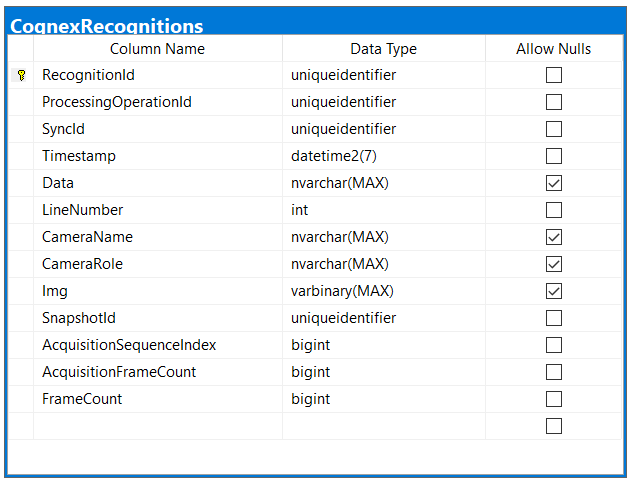 CognexRecognitions
Column Name Data Type Allow Nulls
RecognitionId uniqueidentifier
ProcessingOperationId uniqueidentifier
SyncId uniqueidentifier
Timestamp datetime2(7)
Data nvarchar(MAX)
LineNumber int
CameraName nvarchar(MAX)
CameraRole nvarchar(MAX)
Img varbinary(MAX)
SnapshotId uniqueidentifier
AcquisitionSequenceIndex bigint
AcquisitionFrameCount bigint
FrameCount bigint